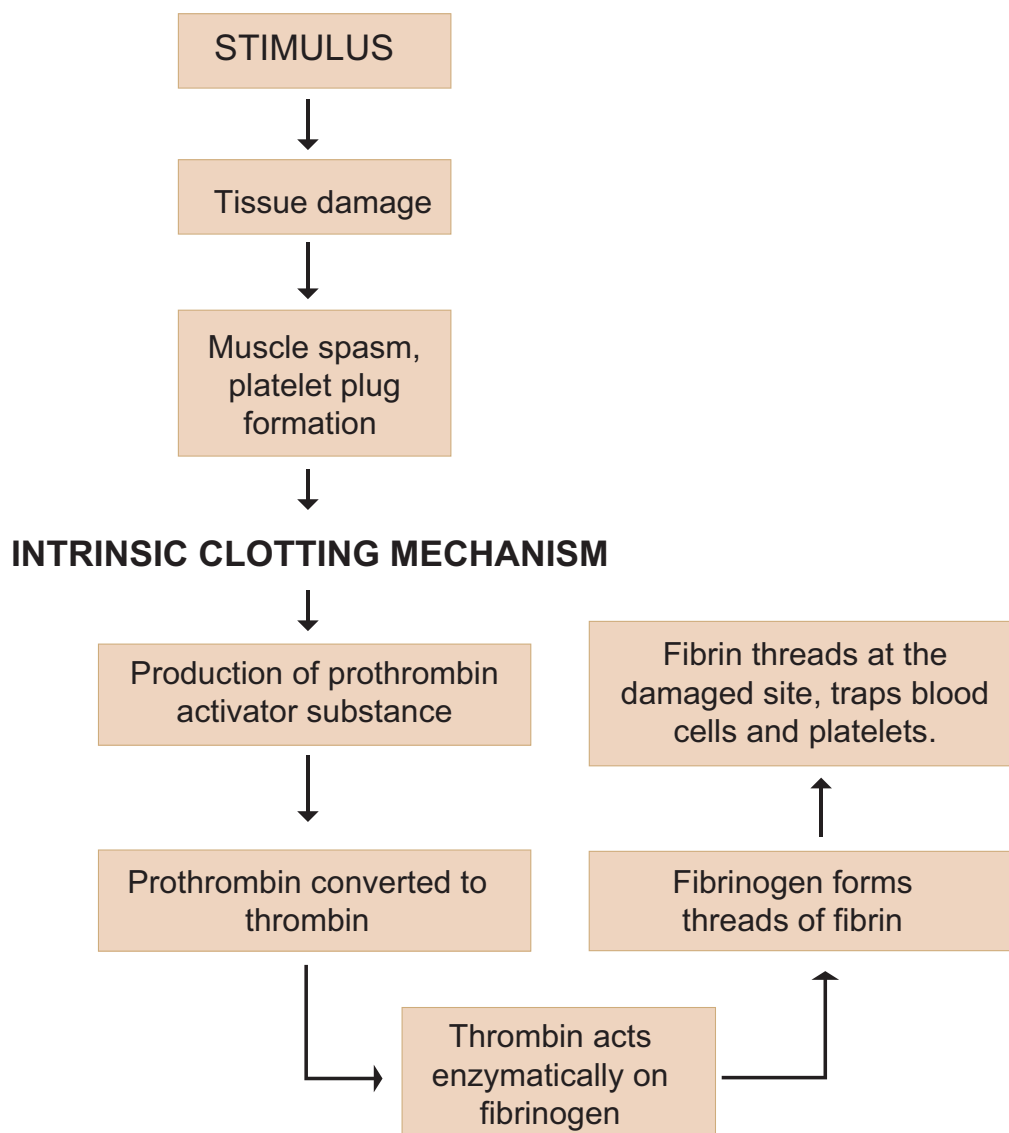 STIMULUS
Tissue damage
Muscle spasm,
platelet plug
formation
INTRINSIC CLOTTING MECHANISM
Production of prothrombin
activator substance
Prothrombin converted to
thrombin
Thrombin acts
enzymatically on
fibrinogen
Fibrinogen forms
threads of fibrin
Fibrin threads at the
damaged site, traps blood
cells and platelets.